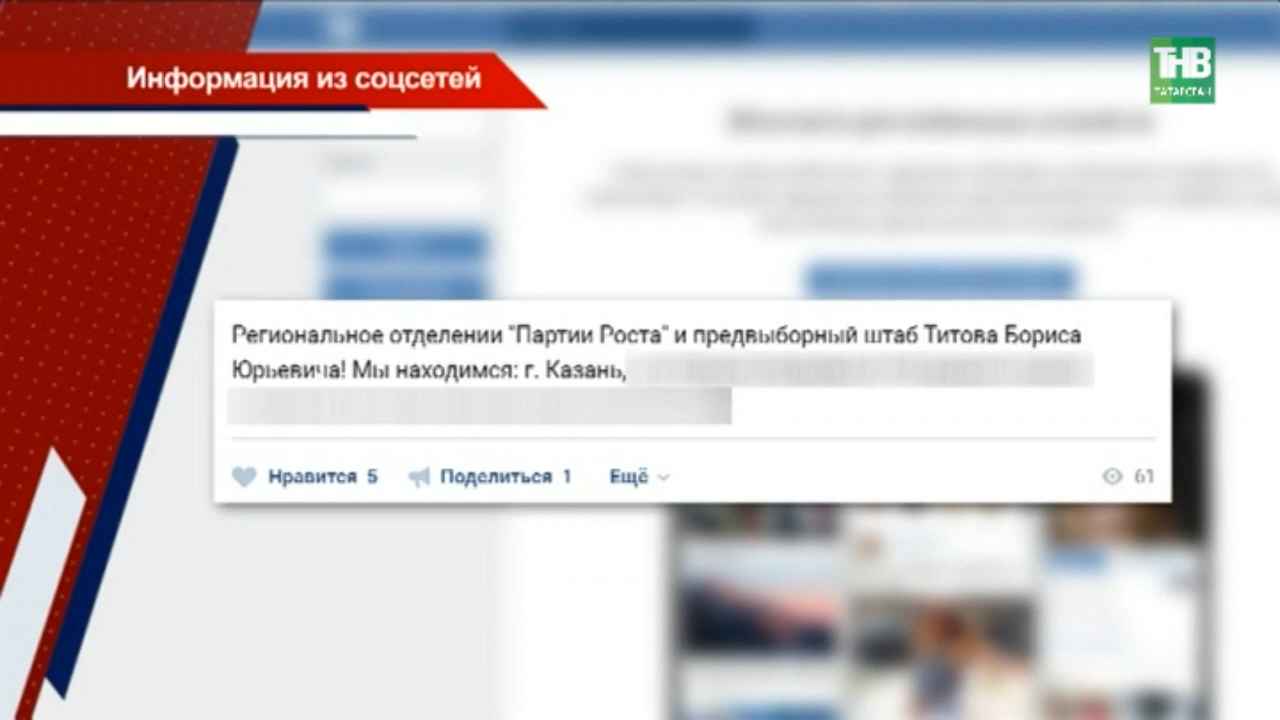 Информация из соцсетей
ТНВ
ТАТАРСТАН
Региональное отделении "Партии Роста" и предвыборный штаб Титова Бориса
Юрьевича! Мы находимся: г. Казань,
Нравится 5 Поделиться 1 Ещё 61